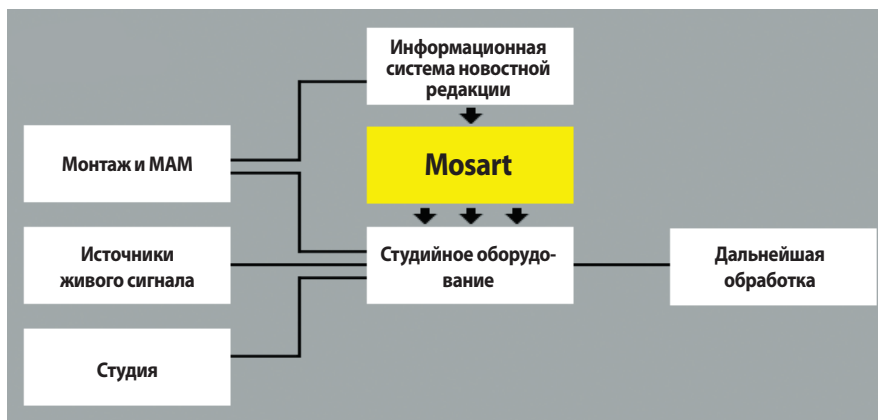 Информационная
система новостной
редакции
Монтаж и MAM
Mosart
Источники
живого сигнала
Студийное оборудо-
вание
Дальнейшая
обработка
Студия